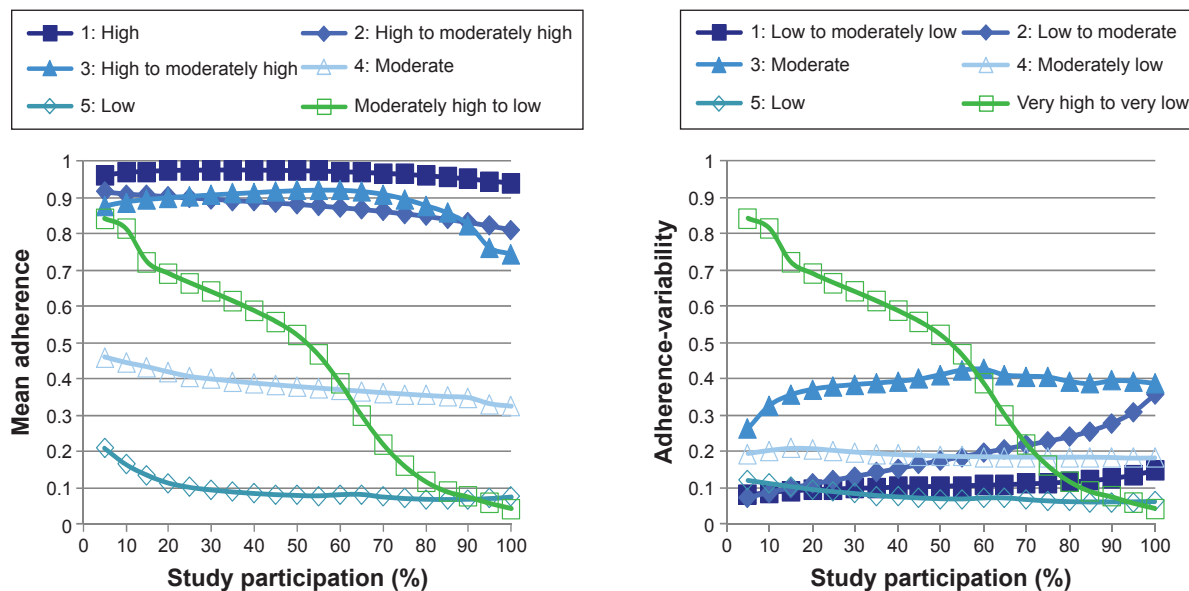 1: High
2: High to moderately high
3: High to moderately high
4: Moderate
5: Low
Moderately high to low
Mean adherence
1
0.9
0.8
0.7
0.6
0.5
0.4
0.3
0.2
0.1
0
0 10 20 30 40 50 60 70 80 90 100
Study participation (%)
1: Low to moderately low
2: Low to moderate
3: Moderate
4: Moderately low
5: Low
Very high to very low
Adherence-variability
1
0.9
0.8
0.7
0.6
0.5
0.4
0.3
0.2
0.1
0
0 10 20 30 40 50 60 70 80 90 100
Study participation (%)